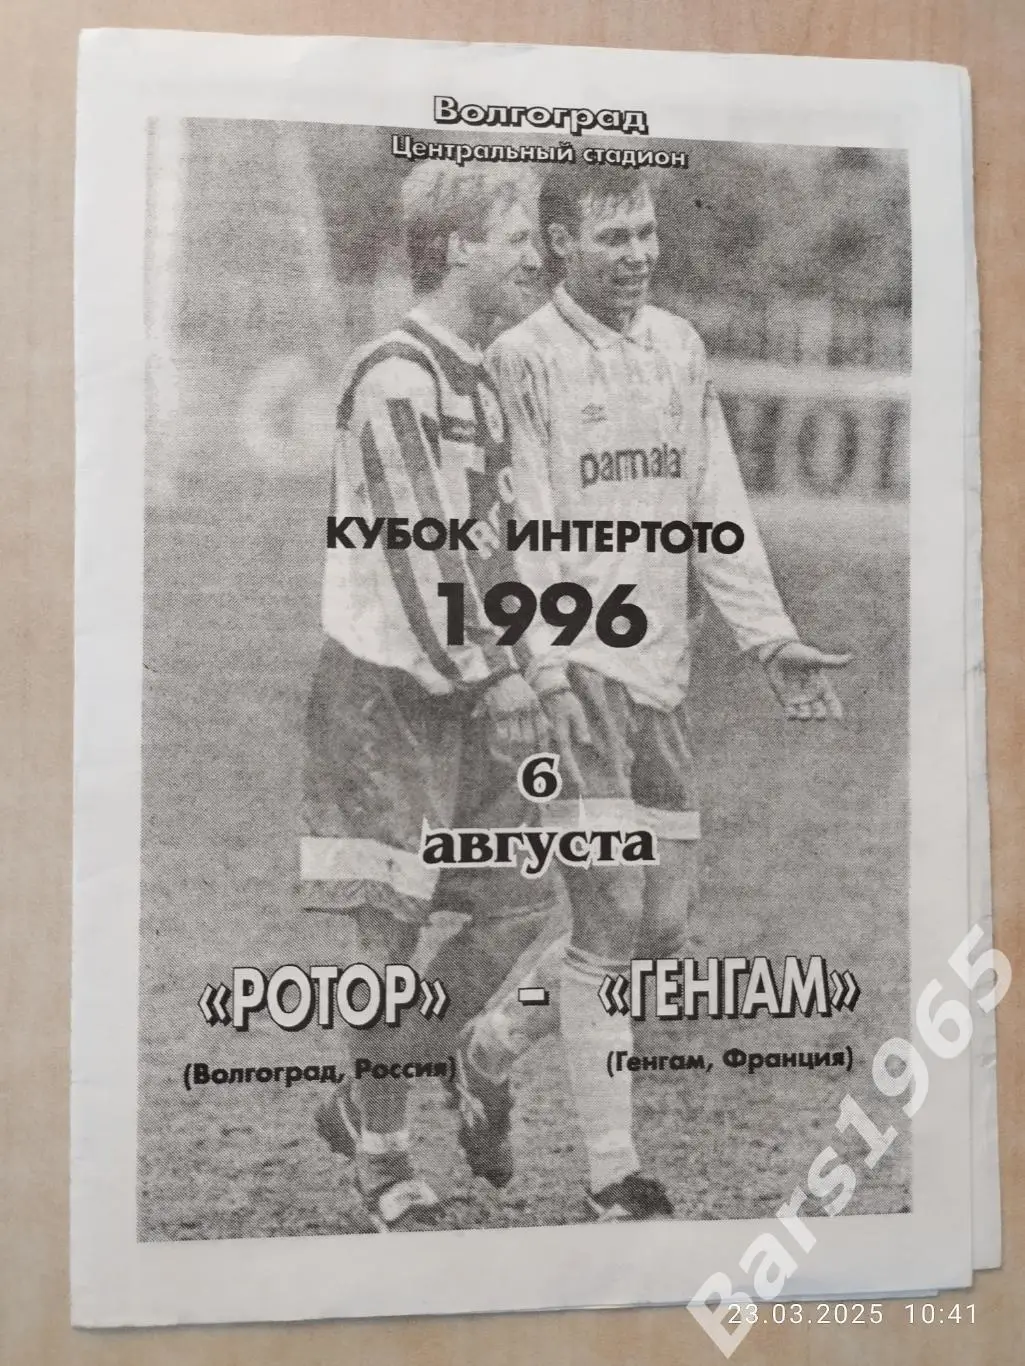 Волгоград
Центральный стадион
parmalat
КУБОК ИНТЕРТОТО
1996
6
августа
«РОТОР» - «ГЕНГАМ»
(Волгоград, Россия) (Генгам, Франция)
Bars1965
23.03.2025 10:41